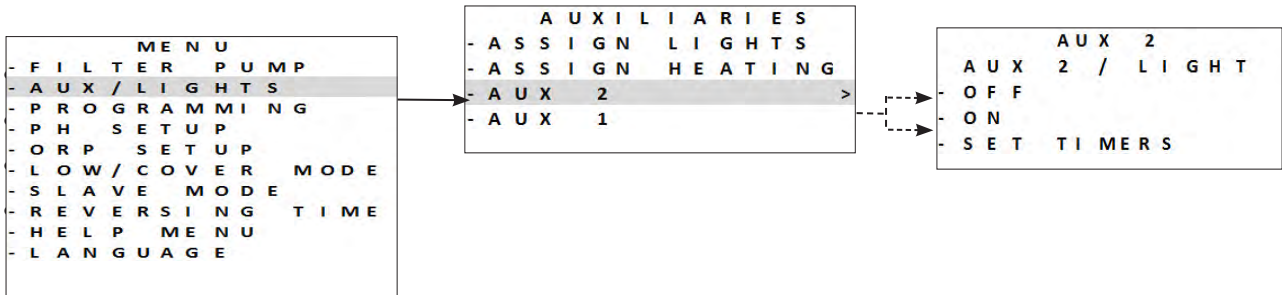 MENU
- FILTER PUMP
- AUX/LIGHTS
- PROGRAMMING
- PH SETUP
- ORP SETUP
- LOW/COVER MODE
- SLAVE MODE
- REVERSING TIME
- HELP MENU
- LANGUAGE
AUXILIARIES
- ASSIGN LIGHTS
- ASSIGN HEATING
- AUX 2 >
- AUX 1
AUX 2
AUX 2 / LIGHT
- OFF
- ON
- SET TIMERS